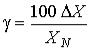 γ = 100 ΔX / X_N